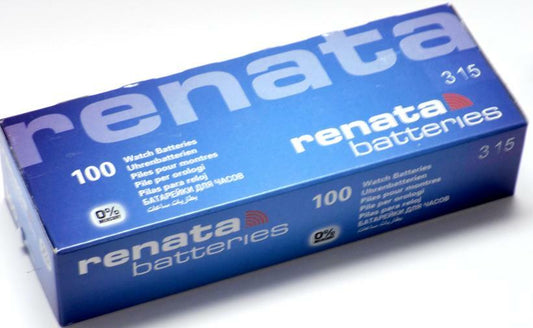 renata
315
renata
batteries
100
Watch Batteries
Uhrenbatterien
Piles pour montres
Pile per orologi
Pilas para reloj
БАТАРЕЙКИ ДЛЯ ЧАСОВ
0%
MERCURY
315
renata
batteries
100
Watch Batteries
Uhrenbatterien
Piles pour montres
Pile per orologi
Pilas para reloj
БАТАРЕЙКИ ДЛЯ ЧАСОВ
0%